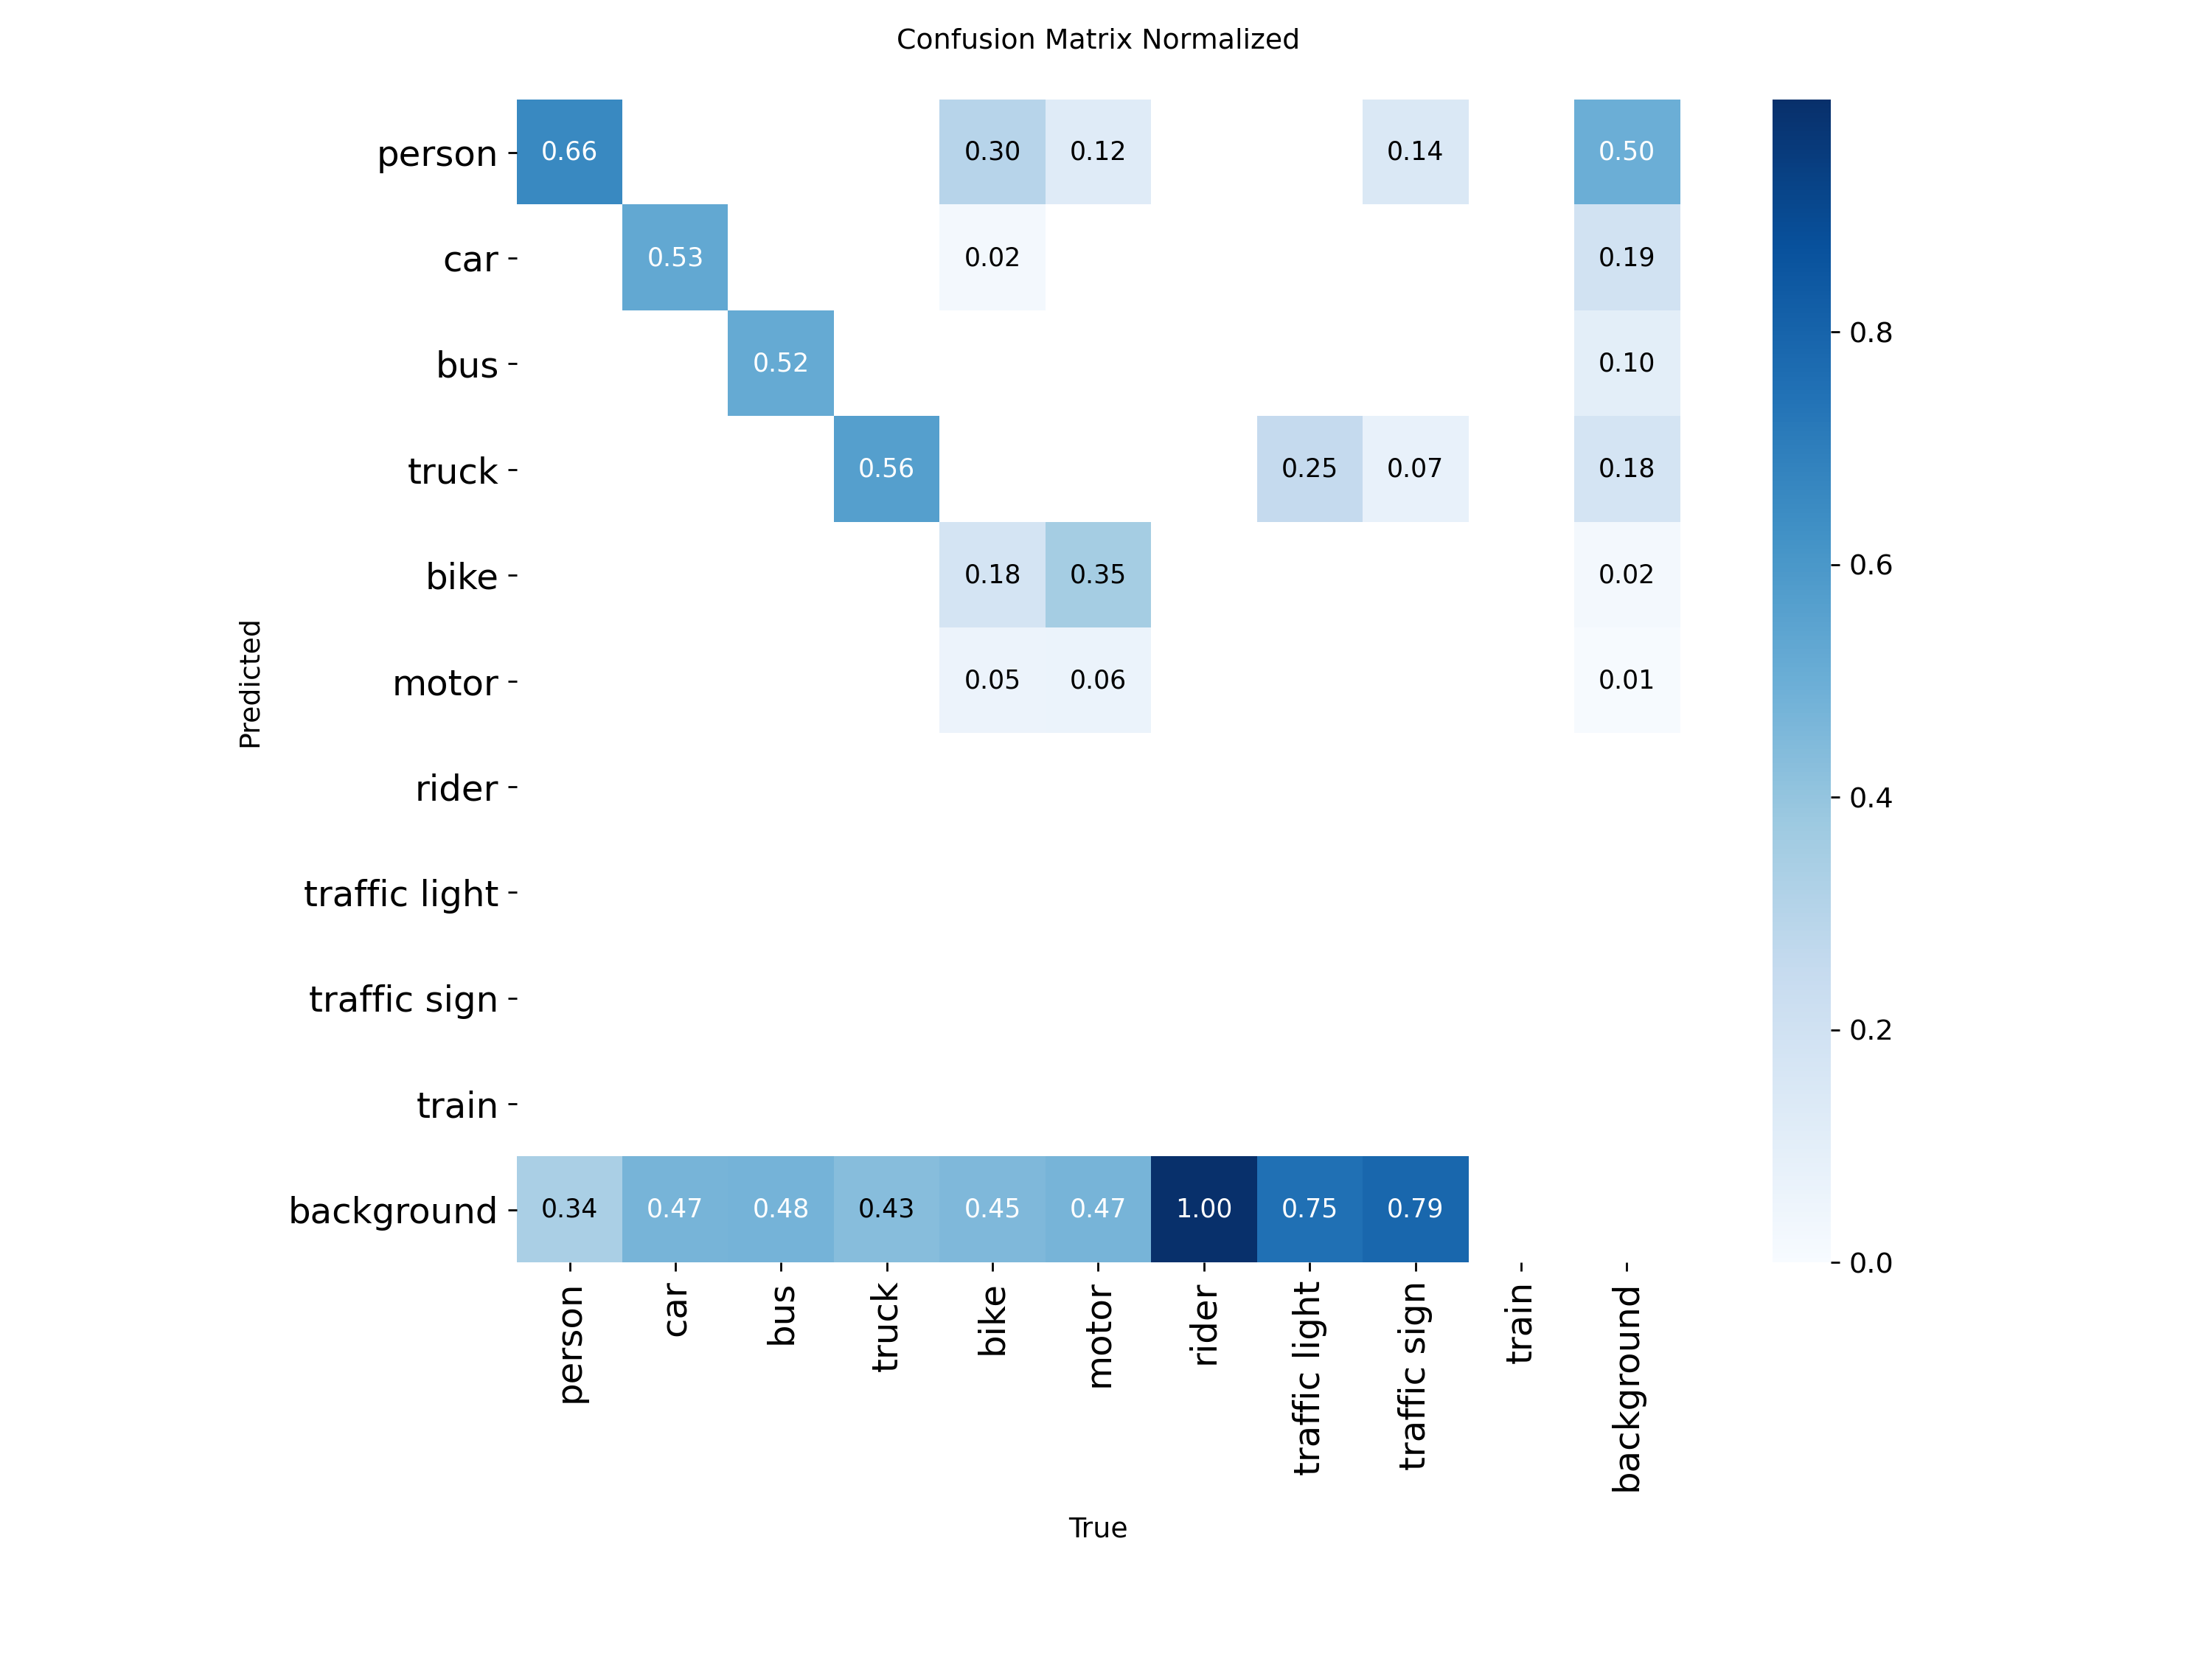 Confusion Matrix Normalized
person 0.66 0.30 0.12 0.14 0.50
car 0.53 0.02 0.19
bus 0.52 0.10
truck 0.56 0.25 0.07 0.18
bike 0.18 0.35 0.02
motor 0.05 0.06 0.01
rider
traffic light
traffic sign
train
background 0.34 0.47 0.48 0.43 0.45 0.47 1.00 0.75 0.79
Predicted
person
car
bus
truck
bike
motor
rider
traffic light
traffic sign
train
background
True
0.8
0.6
0.4
0.2
0.0